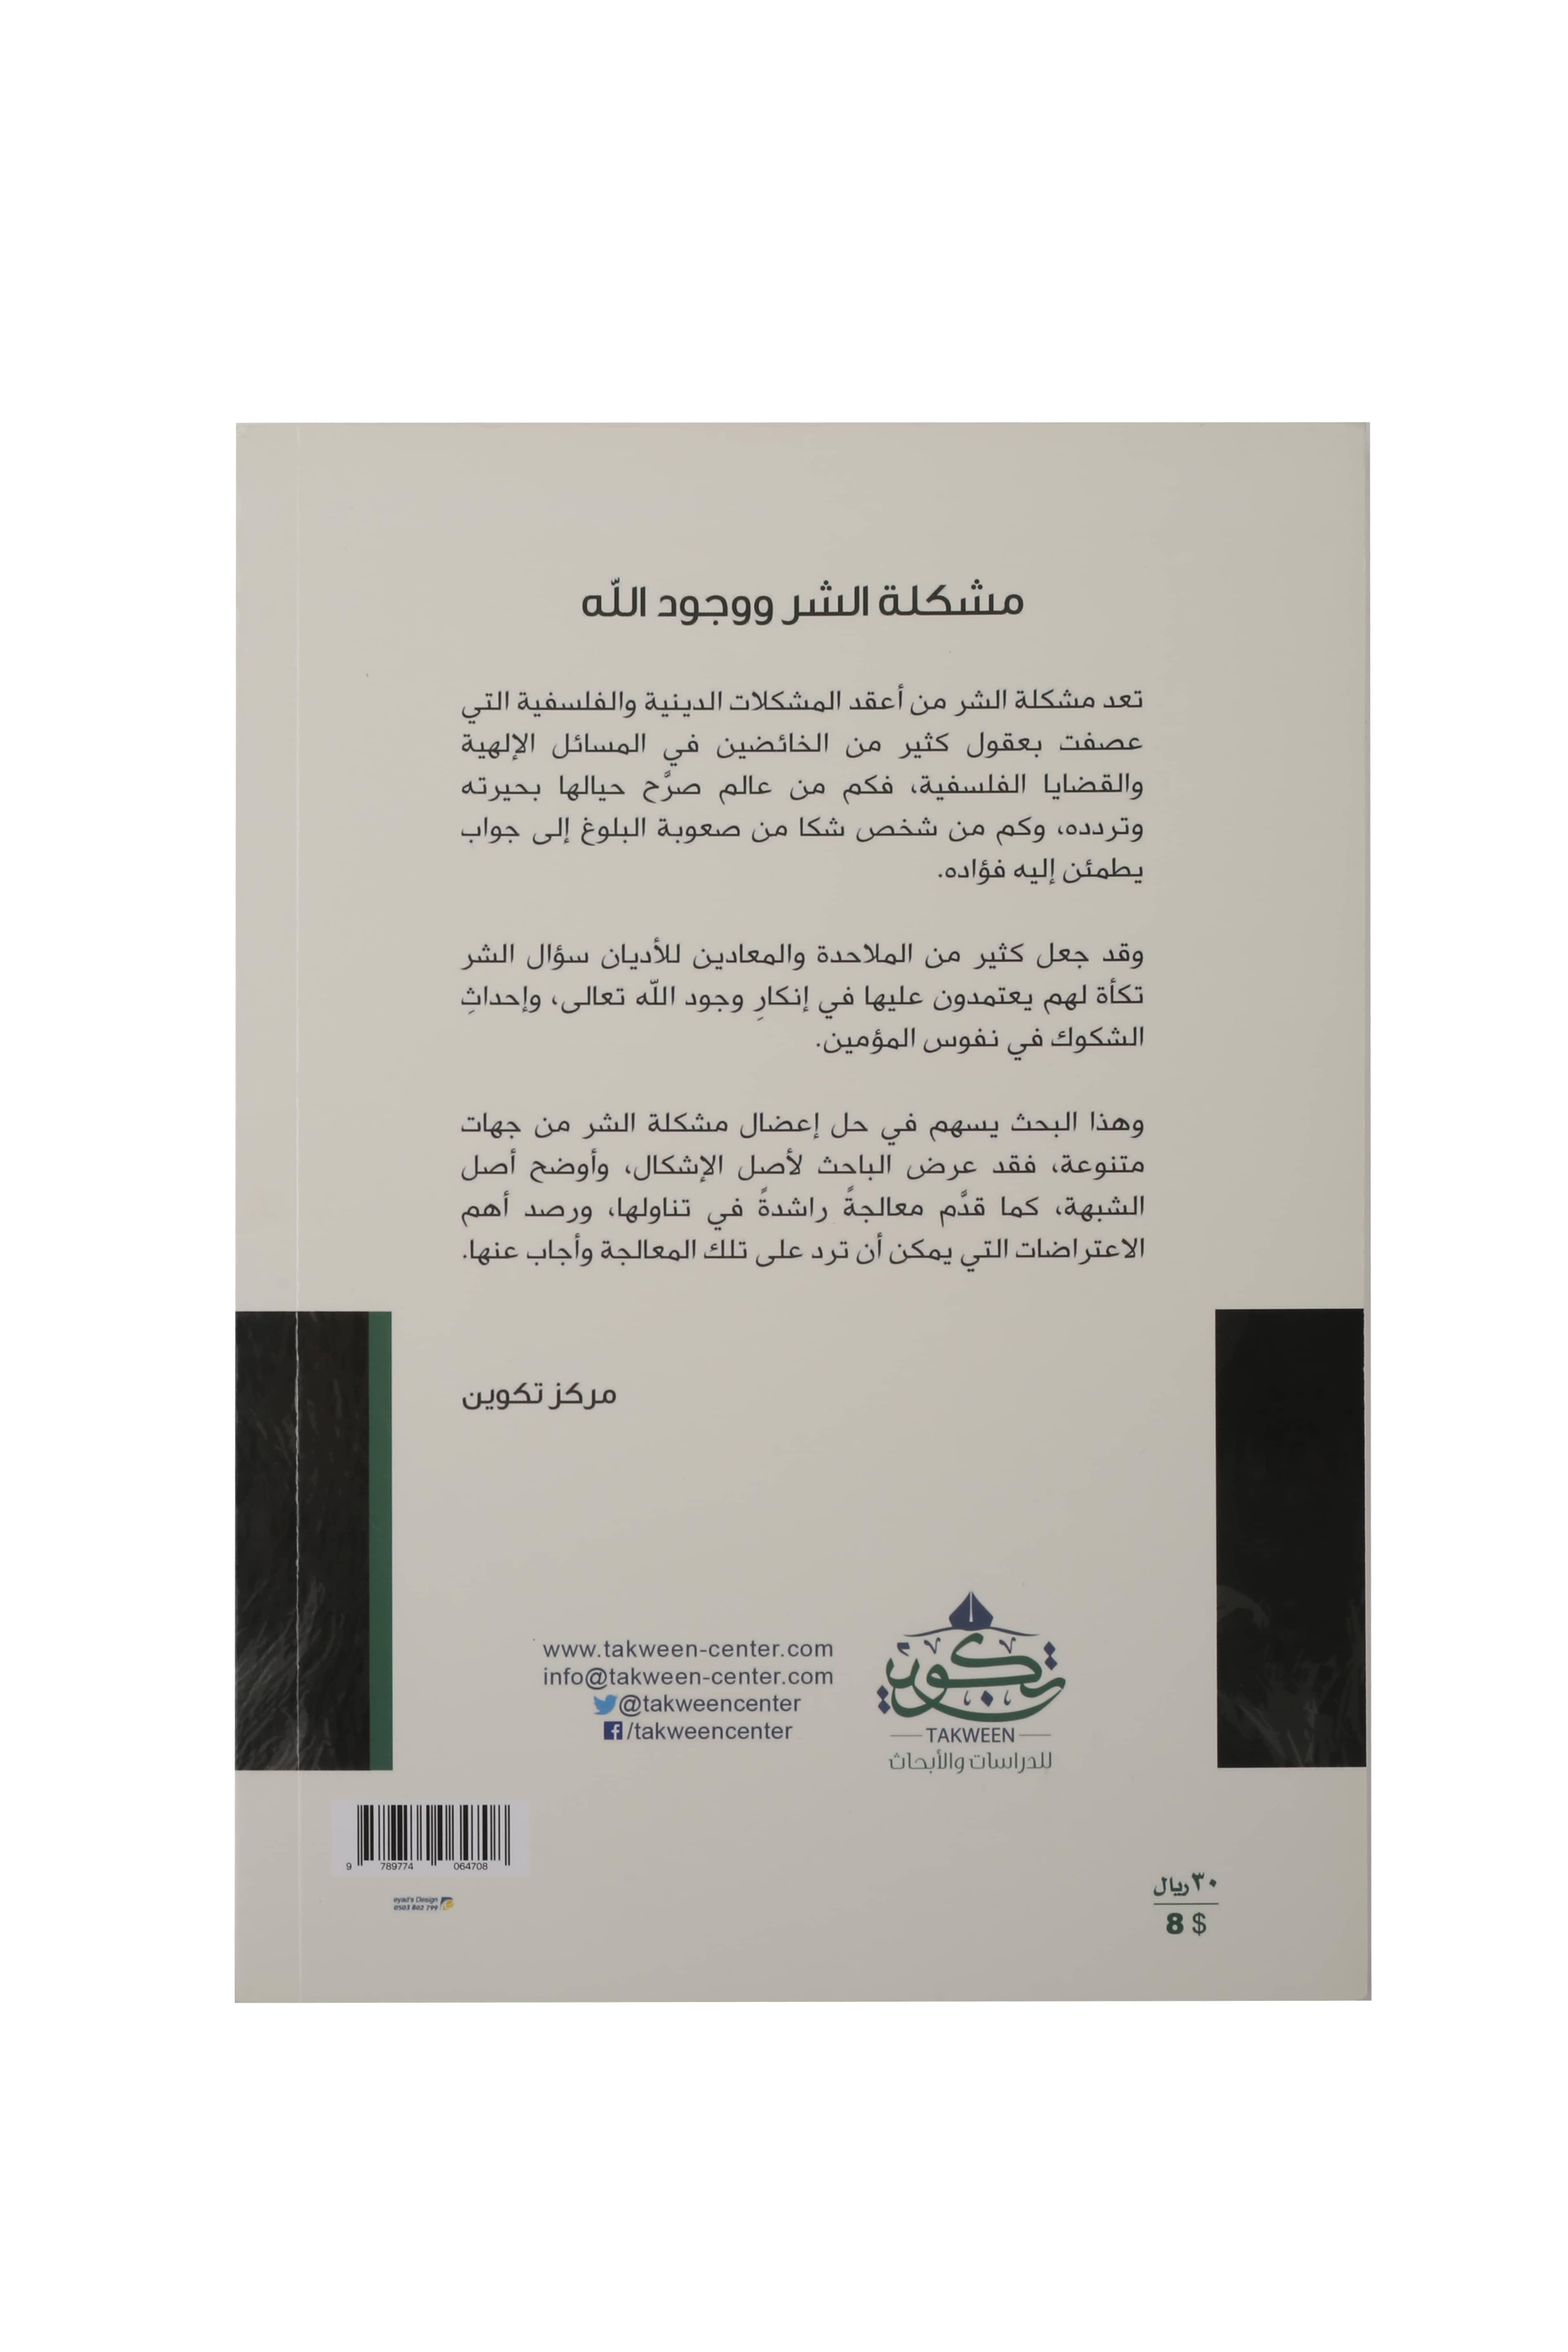 مشكلة الشر ووجود الله
تعد مشكلة الشر من أعقد المشكلات الدينية والفلسفية التي
عصفت بعقول كثير من الخائضين في المسائل الإلهية
والقضايا الفلسفية، فكم من عالم صرَّح حيالها بحيرته
وتردده، وكم من شخص شكا من صعوبة البلوغ إلى جواب
يطمئن إليه فؤاده.
وقد جعل كثير من الملاحدة والمعادين للأديان سؤال الشر
تكأة لهم يعتمدون عليها في إنكارِ وجود الله تعالى، وإحداثِ
الشكوك في نفوس المؤمين.
وهذا البحث يسهم في حل إعضال مشكلة الشر من جهات
متنوعة، فقد عرض الباحث لأصل الإشكال، وأوضح أصل
الشبهة، كما قدَّم معالجةً راشدةً في تناولها، ورصد أهم
الاعتراضات التي يمكن أن ترد على تلك المعالجة وأجاب عنها.
مركز تكوين
تكوين
TAKWEEN
للدراسات والأبحاث
www.takween-center.com
info@takween-center.com
@takweencenter
/takweencenter
9 789774 064708
eyad's Design
0503 802 799
٣٠ ريال
8 $